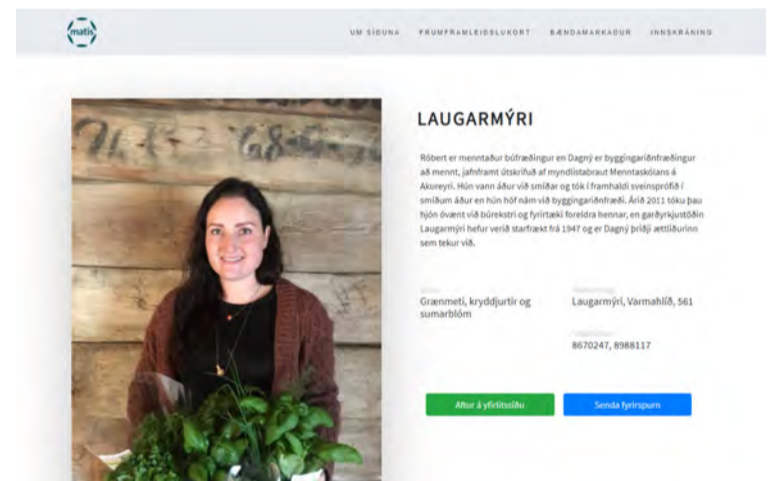 matís
UM SÍÐUNA FRUMFRAMLEIÐSLUKORT BÆNDAMARKAÐUR INNSKRÁNING
LAUGARMÝRI
Róbert er menntaður búfræðingur en Dagný er byggingariðnfræðingur
að mennt, jafnframt útskrifuð af myndlistabraut Menntaskólans á
Akureyri. Hún vann áður við smíðar og tók í framhaldi sveinsprófið í
smíðum áður en hún hóf nám við byggingariðnfræði. Árið 2011 tóku þau
hjón óvænt við búrekstri og fyrirtæki foreldra hennar, en garðyrkjustöðin
Laugarmýri hefur verið starfrækt frá 1947 og er Dagný þriðji ættliðurinn
sem tekur við.
Grænmeti, kryddjurtir og
sumarblóm
Laugarmýri, Varmahlíð, 561
8670247, 8988117
Aftur á yfirlitssíðu
Senda fyrirspurn